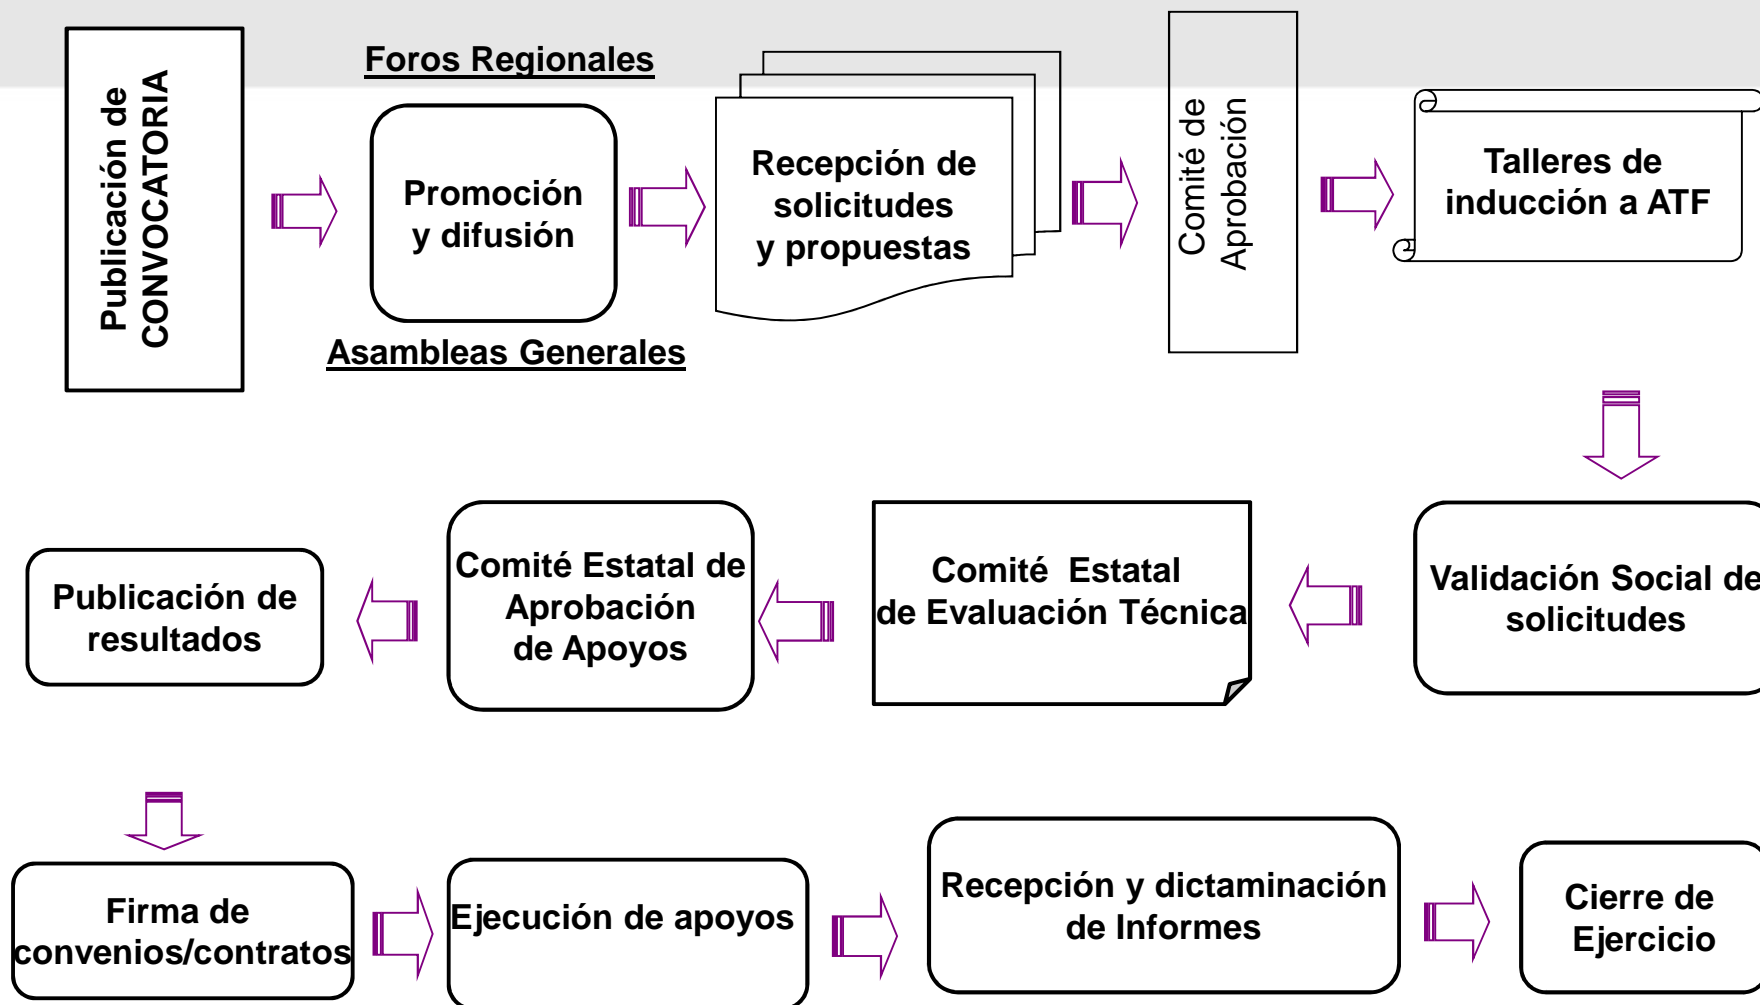 Publicación de
CONVOCATORIA
Foros Regionales
Promoción
y difusión
Asambleas Generales
Recepción de
solicitudes
y propuestas
Comité de
Aprobación
Talleres de
inducción a ATF
Validación Social de
solicitudes
Comité  Estatal
de Evaluación Técnica
Comité Estatal de
Aprobación
de Apoyos
Publicación de
resultados
Firma de
convenios/contratos
Ejecución de apoyos
Recepción y dictaminación
de Informes
Cierre de
Ejercicio